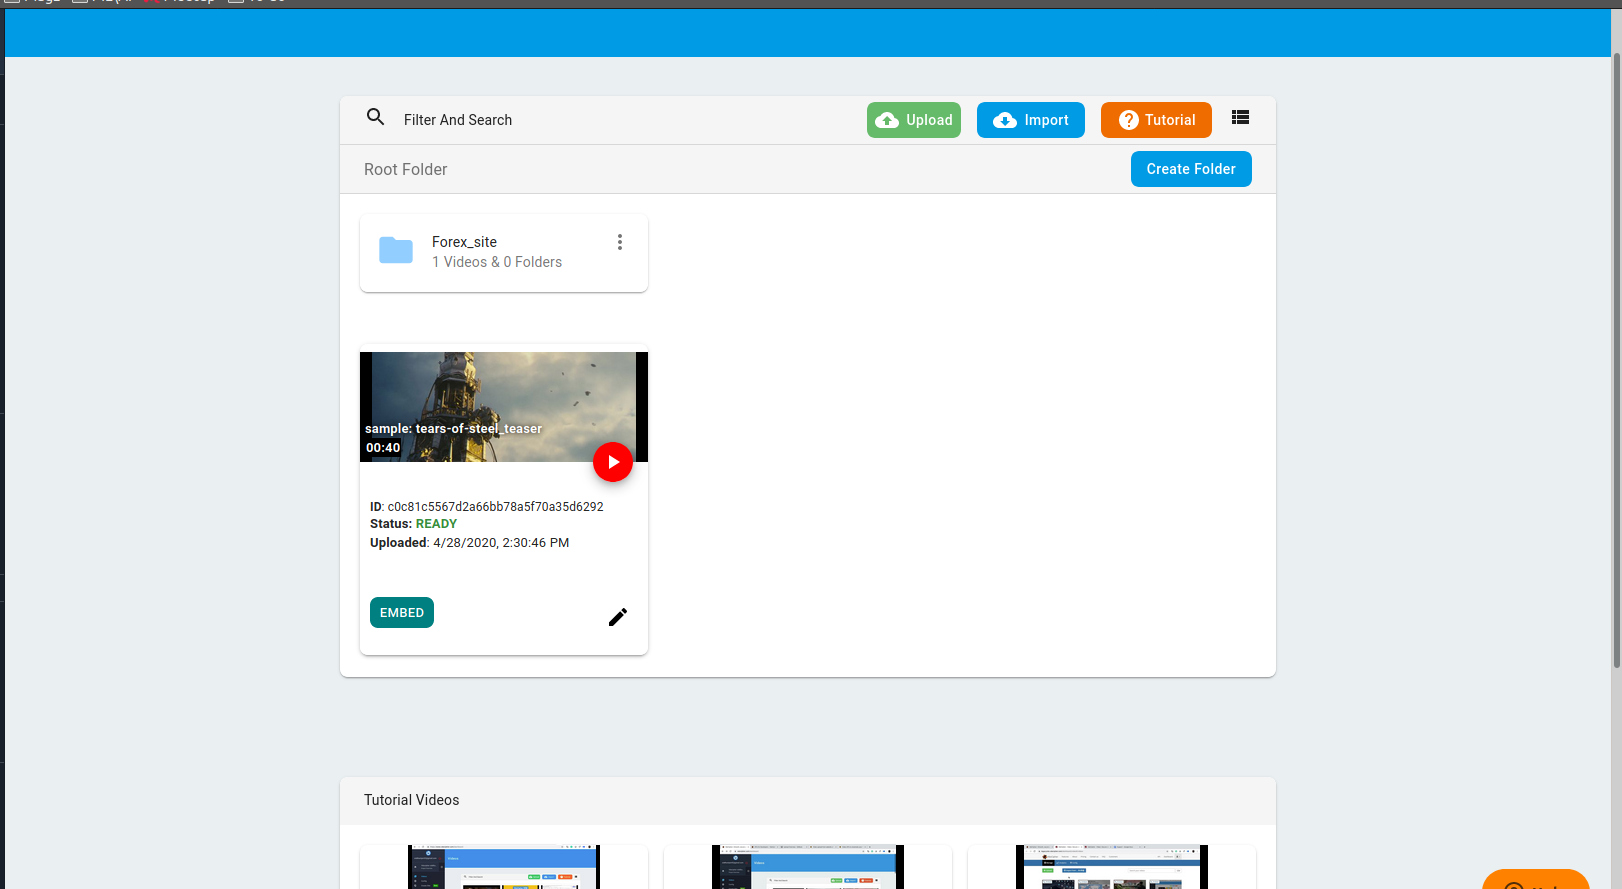 Filter And Search
Upload
Import
Tutorial
Root Folder
Create Folder
Forex_site
1 Videos & 0 Folders
sample: tears-of-steel_teaser
00:40
ID: c0c81c5567d2a66bb78a5f70a35d6292
Status: READY
Uploaded: 4/28/2020, 2:30:46 PM
EMBED
Tutorial Videos